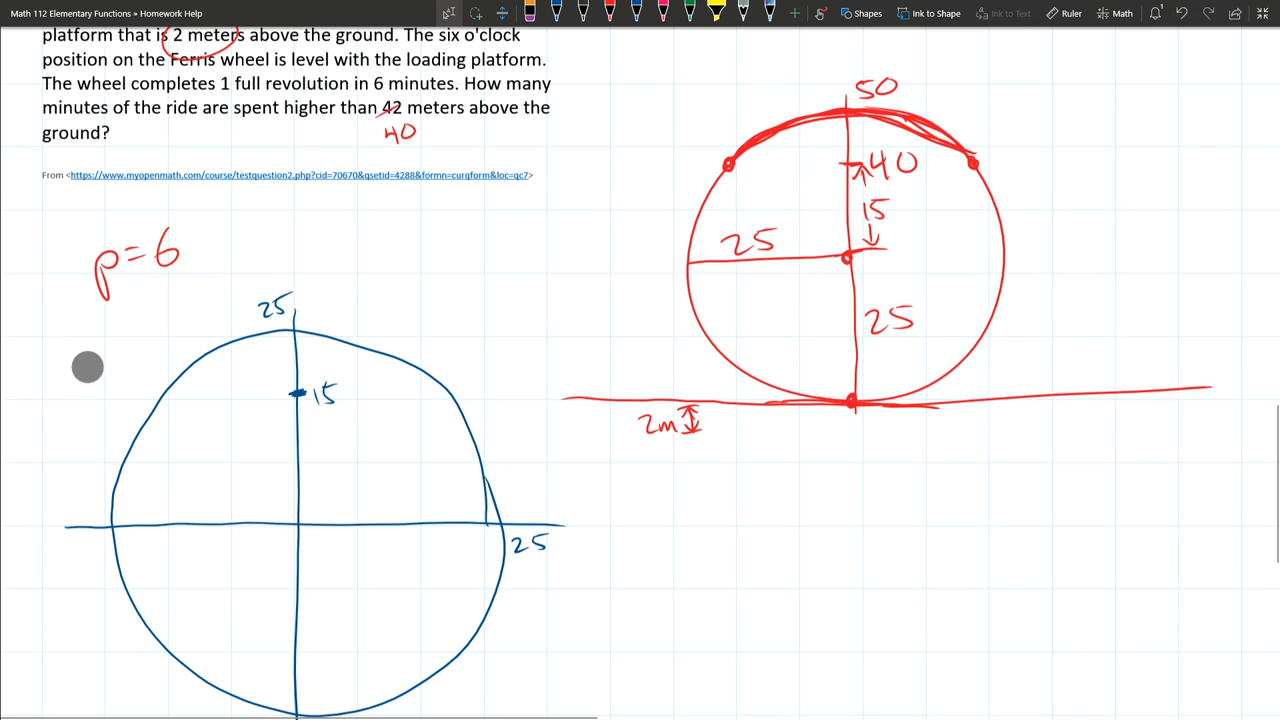 Math 112 Elementary Functions » Homework Help
Shapes
Ink to Shape
Ink to Text
Ruler
Math
platform that is 2 meters above the ground. The six o'clock
position on the Ferris wheel is level with the loading platform.
The wheel completes 1 full revolution in 6 minutes. How many
minutes of the ride are spent higher than 42 meters above the
ground?
40
From <https://www.myopenmath.com/course/testquestion2.php?cid=70670&qsetid=4288&formn=curqform&loc=qc7>
50
40
15
25
25
2m
p=6
25
15
25